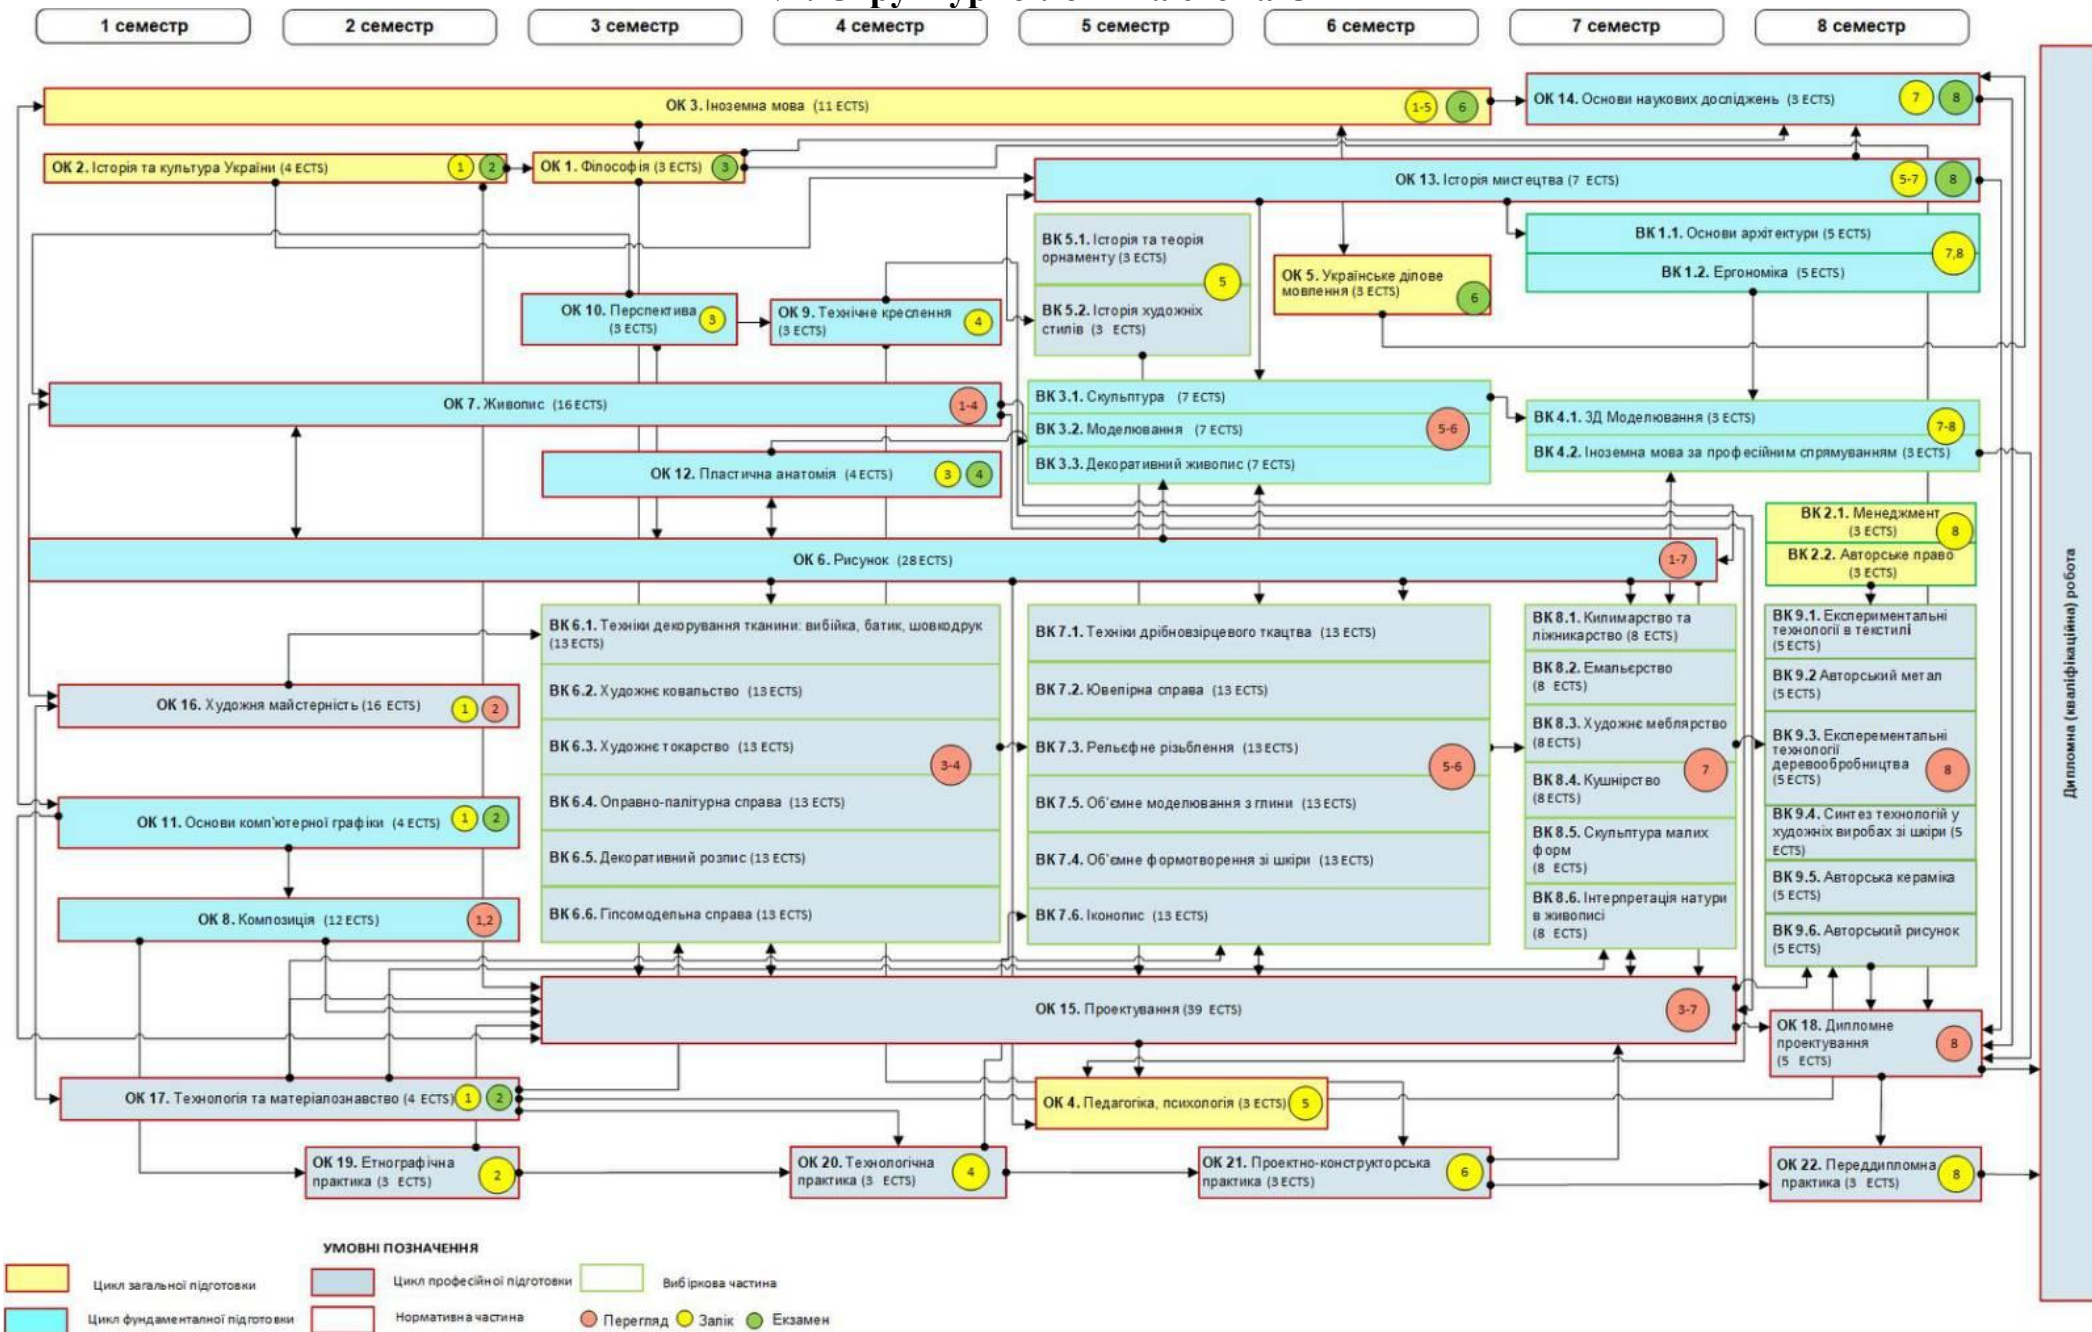 1 семестр
2 семестр
3 семестр
4 семестр
5 семестр
6 семестр
7 семестр
8 семестр
ОК 3. Іноземна мова (11 ECTS)
1-5
6
ОК 14. Основи наукових досліджень (3 ECTS)
7
8
ОК 2. Історія та культура України (4 ECTS)
1
2
ОК 1. Філософія (3 ECTS)
3
ОК 13. Історія мистецтва (7 ECTS)
5-7
8
ВК 5.1. Історія та теорія
орнаменту (3 ECTS)
5
ВК 5.2. Історія художніх
стилів (3 ECTS)
ОК 5. Українське ділове
мовлення (3 ECTS)
6
ВК 1.1. Основи архітектури (5 ECTS)
7,8
ВК 1.2. Ергономіка (5 ECTS)
ОК 10. Перспектива
(3 ECTS)
3
ОК 9. Технічне креслення
(3 ECTS)
4
ОК 7. Живопис (16 ECTS)
1-4
ВК 3.1. Скульптура (7 ECTS)
ВК 3.2. Моделювання (7 ECTS)
5-6
ВК 3.3. Декоративний живопис (7 ECTS)
ВК 4.1. 3Д Моделювання (3 ECTS)
7-8
ВК 4.2. Іноземна мова за професійним спрямуванням (3 ECTS)
ОК 12. Пластична анатомія (4 ECTS)
3
4
ВК 2.1. Менеджмент
(3 ECTS)
8
ВК 2.2. Авторське право
(3 ECTS)
ОК 6. Рисунок (28 ECTS)
1-7
ВК 6.1. Техніки декорування тканини: вибійка, батик, шовкодрук
(13 ECTS)
ВК 6.2. Художнє ковальство (13 ECTS)
ВК 6.3. Художнє токарство (13 ECTS)
3-4
ВК 6.4. Оправно-палітурна справа (13 ECTS)
ВК 6.5. Декоративний розпис (13 ECTS)
ВК 6.6. Гіпсомодельна справа (13 ECTS)
ВК 7.1. Техніки дрібновзірцевого ткацтва (13 ECTS)
ВК 7.2. Ювелірна справа (13 ECTS)
ВК 7.3. Рельєфне різьблення (13 ECTS)
5-6
ВК 7.5. Об'ємне моделювання з глини (13 ECTS)
ВК 7.4. Об'ємне формотворення зі шкіри (13 ECTS)
ВК 7.6. Іконопис (13 ECTS)
ВК 8.1. Килимарство та
ліжникарство (8 ECTS)
ВК 8.2. Емальєрство
(8 ECTS)
ВК 8.3. Художнє меблярство
(8 ECTS)
7
ВК 8.4. Кушнірство
(8 ECTS)
ВК 8.5. Скульптура малих
форм
(8 ECTS)
ВК 8.6. Інтерпретація натури
в живописі
(8 ECTS)
ВК 9.1. Експериментальні
технології в текстилі
(5 ECTS)
ВК 9.2 Авторський метал
(5 ECTS)
ВК 9.3. Експерементальні
технології
деревообробництва
(5 ECTS)
8
ВК 9.4. Синтез технологій у
художніх виробах зі шкіри (5
ECTS)
ВК 9.5. Авторська кераміка
(5 ECTS)
ВК 9.6. Авторський рисунок
(5 ECTS)
ОК 16. Художня майстерність (16 ECTS)
1
2
ОК 11. Основи комп'ютерної графіки (4 ECTS)
1
2
ОК 8. Композиція (12 ECTS)
1,2
ОК 15. Проектування (39 ECTS)
3-7
ОК 18. Дипломне
проектування
(5 ECTS)
8
ОК 17. Технологія та матеріалознавство (4 ECTS)
1
2
ОК 4. Педагогіка, психологія (3 ECTS)
5
ОК 19. Етнографічна
практика (3 ECTS)
2
ОК 20. Технологічна
практика (3 ECTS)
4
ОК 21. Проектно-конструкторська
практика (3 ECTS)
6
ОК 22. Переддипломна
практика (3 ECTS)
8
Дипломна (кваліфікаційна) робота
УМОВНІ ПОЗНАЧЕННЯ
Цикл загальної підготовки
Цикл професійної підготовки
Вибіркова частина
Цикл фундаменталної підготовки
Нормативна частина
Перегляд
Залік
Екзамен